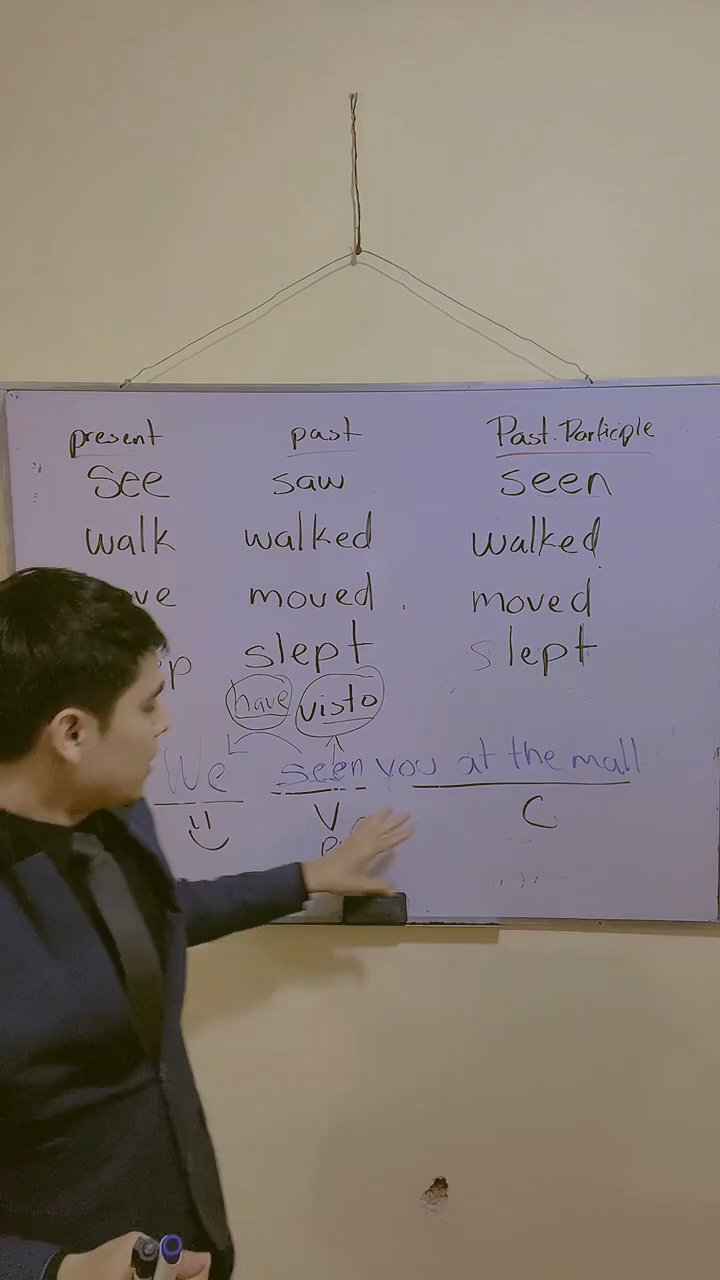 present past Past. Participle
see saw seen
walk walked walked
moved moved
slept slept
have visto
We seen you at the mall
V C